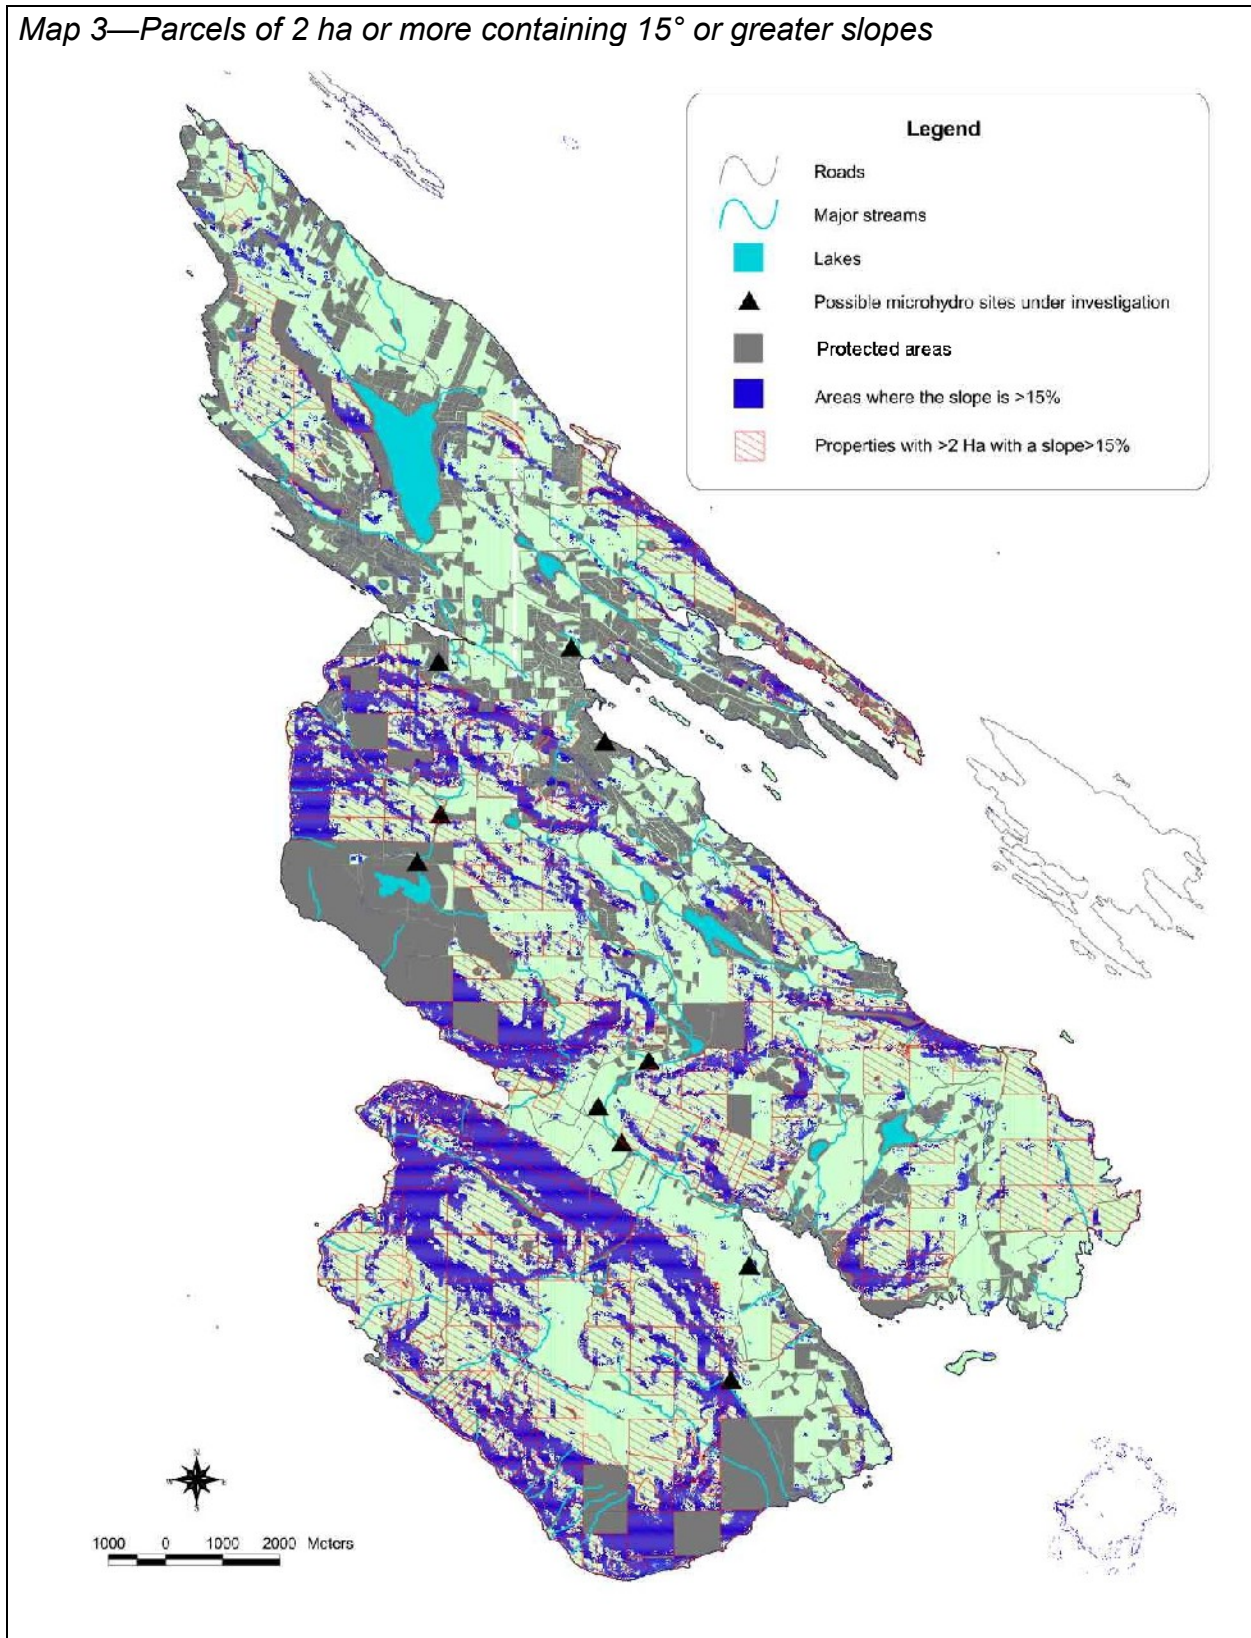 Map 3—Parcels of 2 ha or more containing 15° or greater slopes
Legend
Roads
Major streams
Lakes
Possible microhydro sites under investigation
Protected areas
Areas where the slope is >15%
Properties with >2 Ha with a slope>15%
N
W E
S
1000 0 1000 2000 Meters